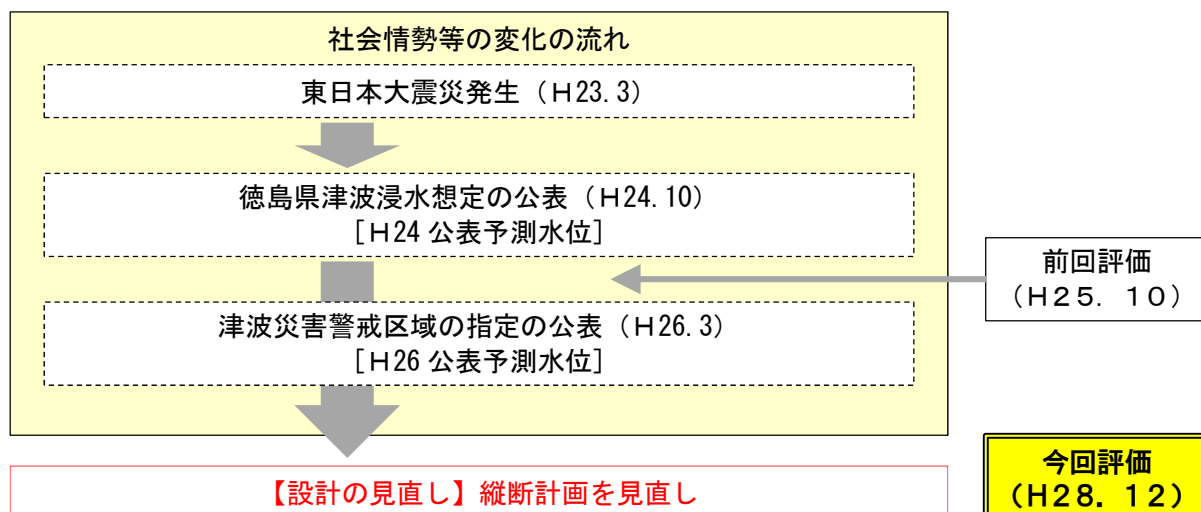 社会情勢等の変化の流れ
東日本大震災発生（Ｈ23.3）
徳島県津波浸水想定の公表（Ｈ24.10）
［Ｈ24 公表予測水位］
前回評価
（Ｈ２５．１０）
津波災害警戒区域の指定の公表（Ｈ26.3）
［Ｈ26 公表予測水位］
【設計の見直し】縦断計画を見直し
今回評価
（Ｈ２８．１２）